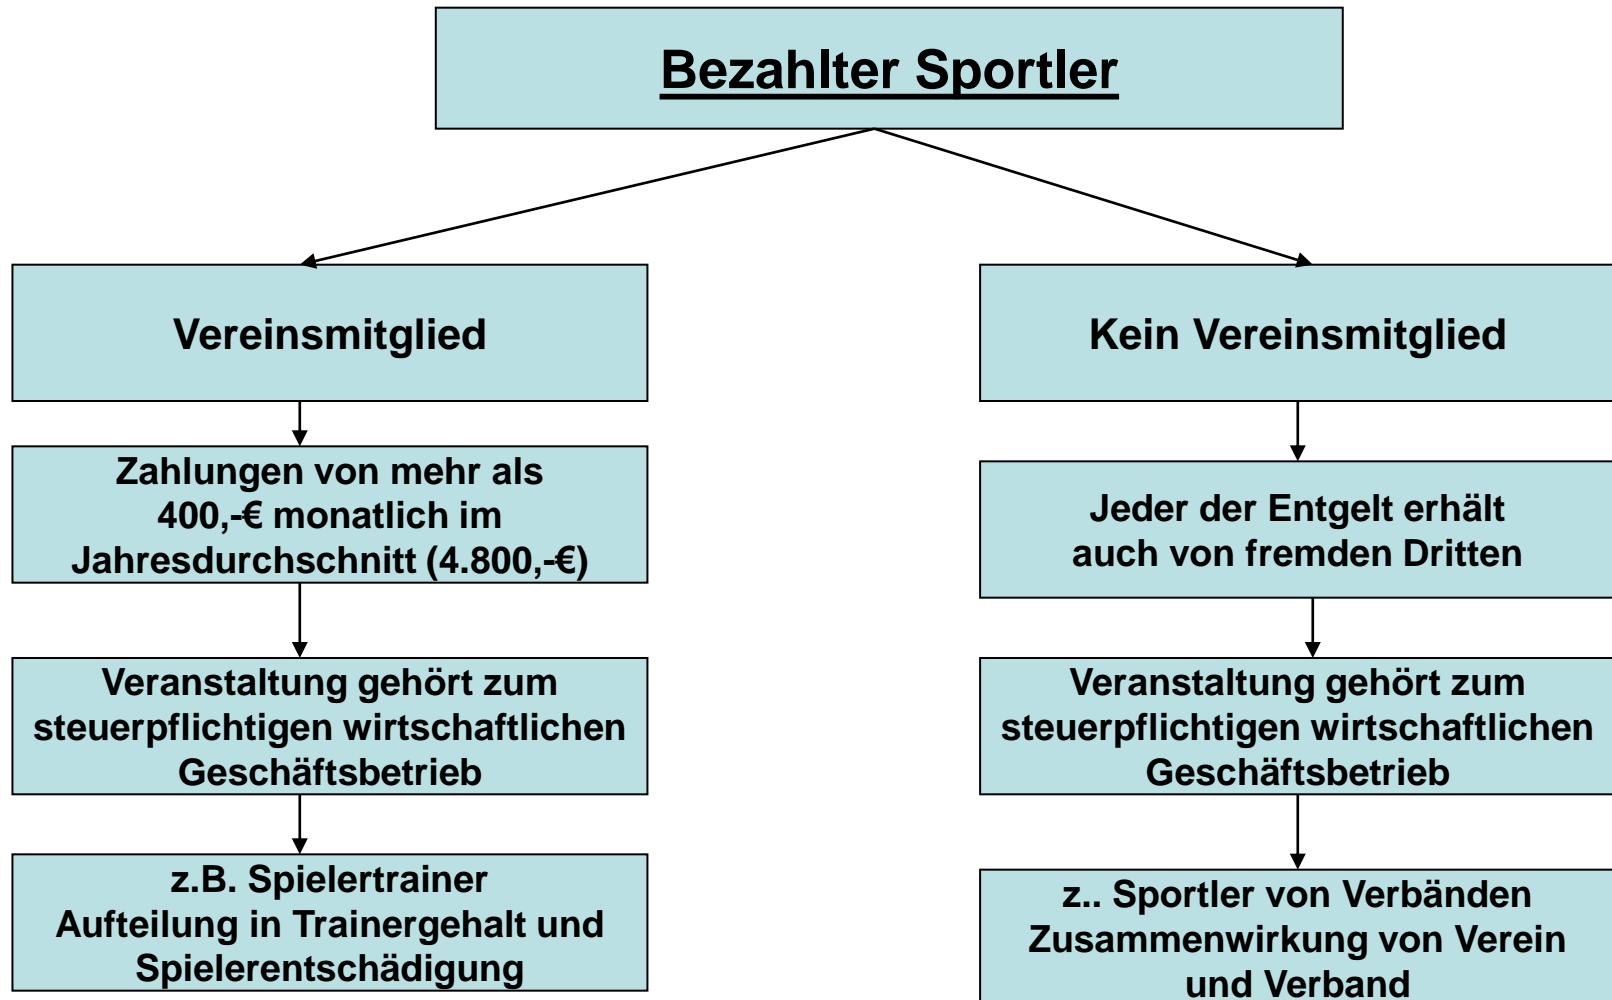 Bezahlter Sportler
Vereinsmitglied
Zahlungen von mehr als
400,-€ monatlich im
Jahresdurchschnitt (4.800,-€)
Veranstaltung gehört zum
steuerpflichtigen wirtschaftlichen
Geschäftsbetrieb
z.B. Spielertrainer
Aufteilung in Trainergehalt und
Spielerentschädigung
Kein Vereinsmitglied
Jeder der Entgelt erhält
auch von fremden Dritten
Veranstaltung gehört zum
steuerpflichtigen wirtschaftlichen
Geschäftsbetrieb
z.. Sportler von Verbänden
Zusammenwirkung von Verein
und Verband